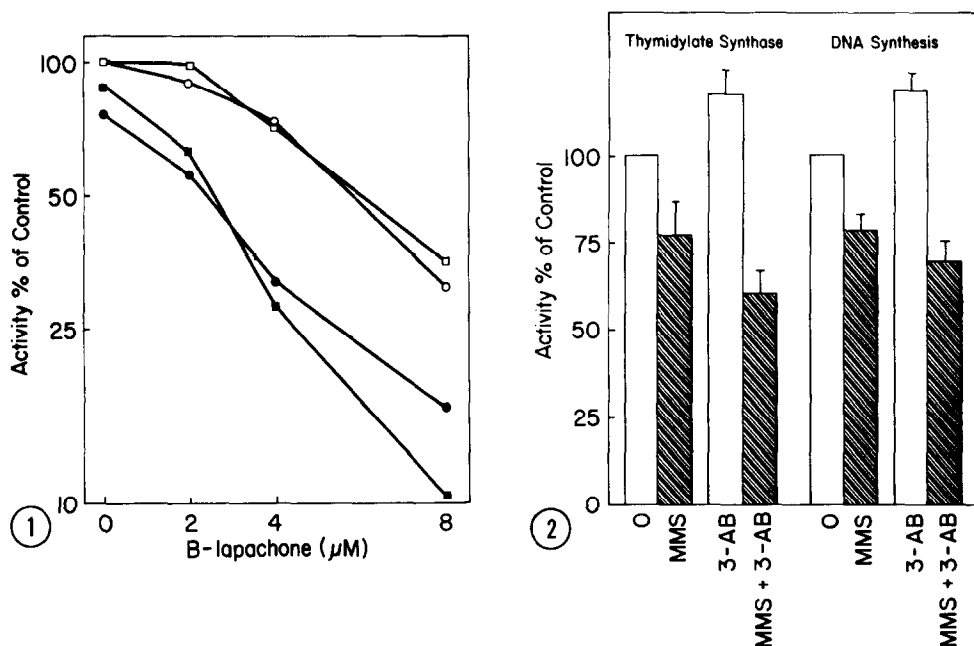 Activity % of Control
100
50
25
10
0
2
4
8
B-lapachone (µM)
1
Thymidylate Synthase
DNA Synthesis
Activity % of Control
100
75
50
25
0
O
MMS
3-AB
MMS + 3-AB
O
MMS
3-AB
MMS + 3-AB
2